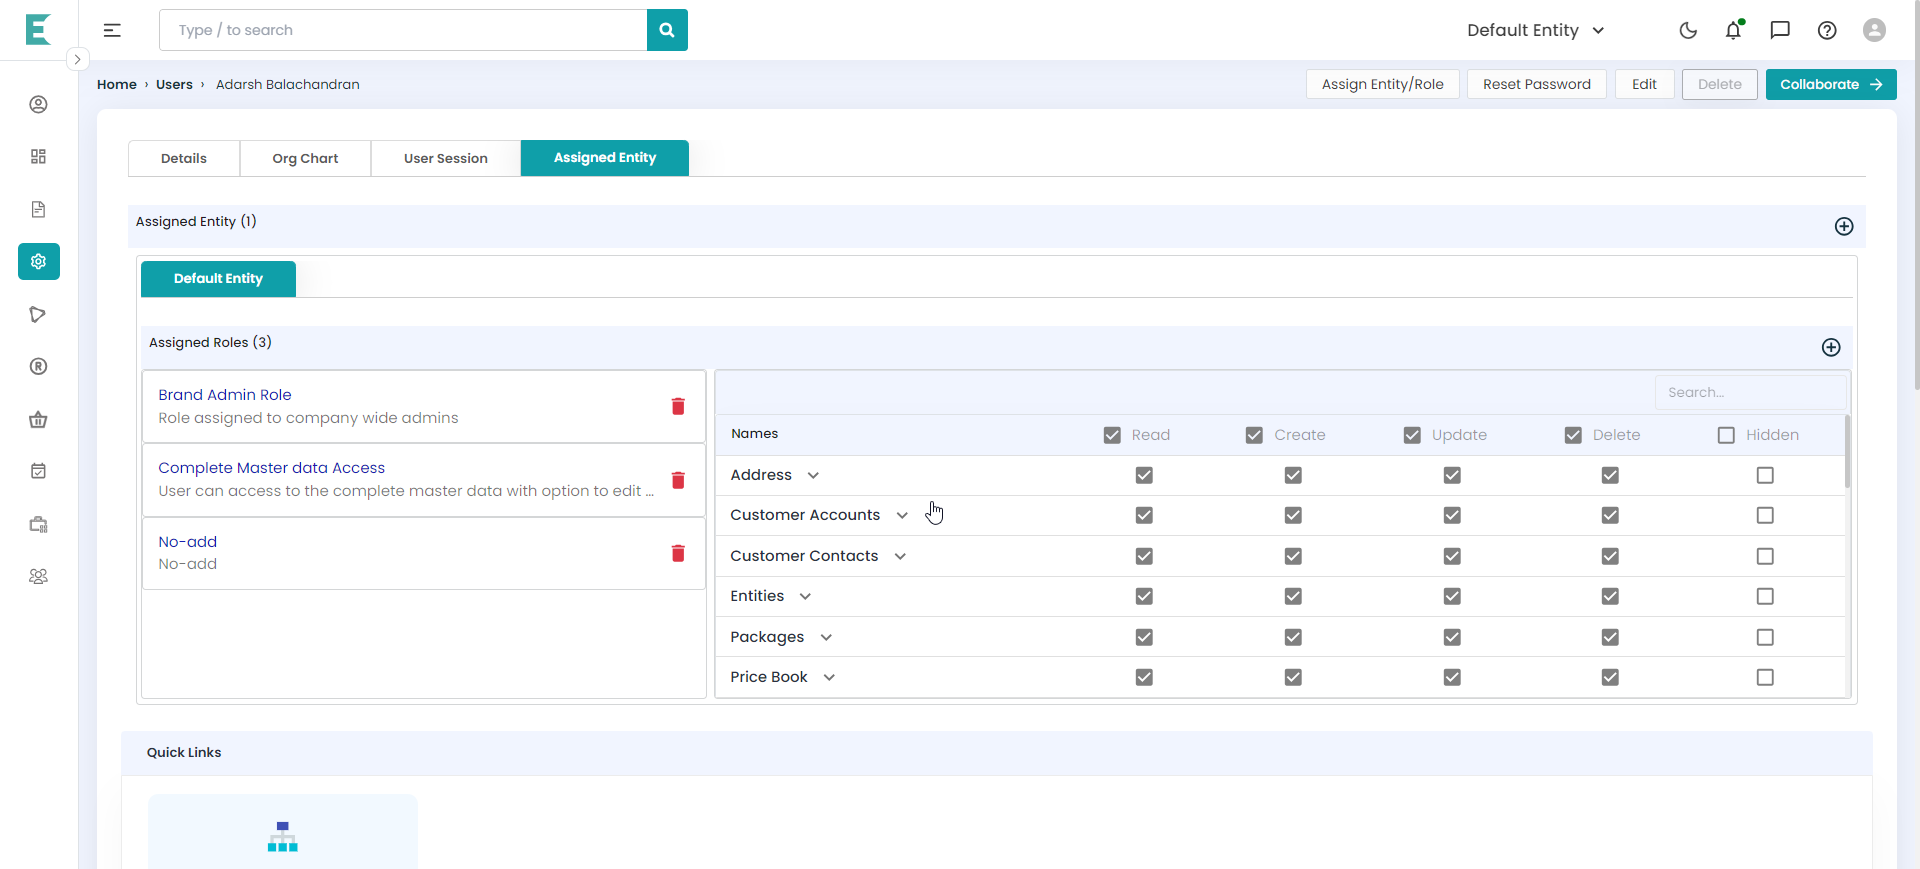 Type / to search
Default Entity
Home › Users › Adarsh Balachandran
Assign Entity/Role
Reset Password
Edit
Delete
Collaborate
Details
Org Chart
User Session
Assigned Entity
Assigned Entity (1)
Default Entity
Assigned Roles (3)
Brand Admin Role
Role assigned to company wide admins
Complete Master data Access
User can access to the complete master data with option to edit ...
No-add
No-add
Search...
Names Read Create Update Delete Hidden
Address
Customer Accounts
Customer Contacts
Entities
Packages
Price Book
Quick Links